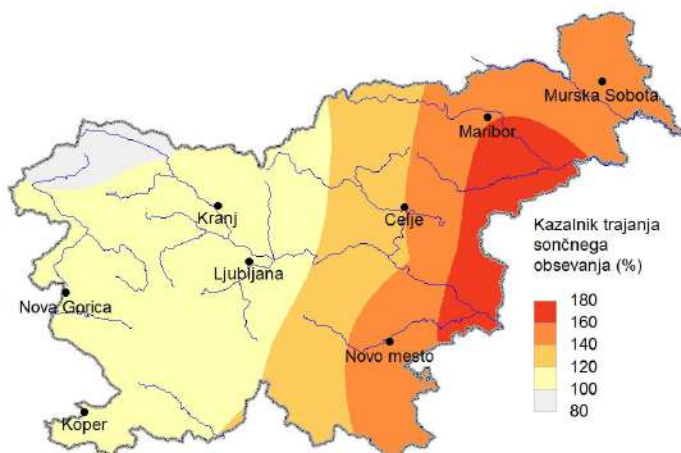 Murska Sobota
Maribor
Kranj
Celje
Ljubljana
Nova Gorica
Novo mesto
Koper
Kazalnik trajanja
sončnega
obsevanja (%)
180
160
140
120
100
80